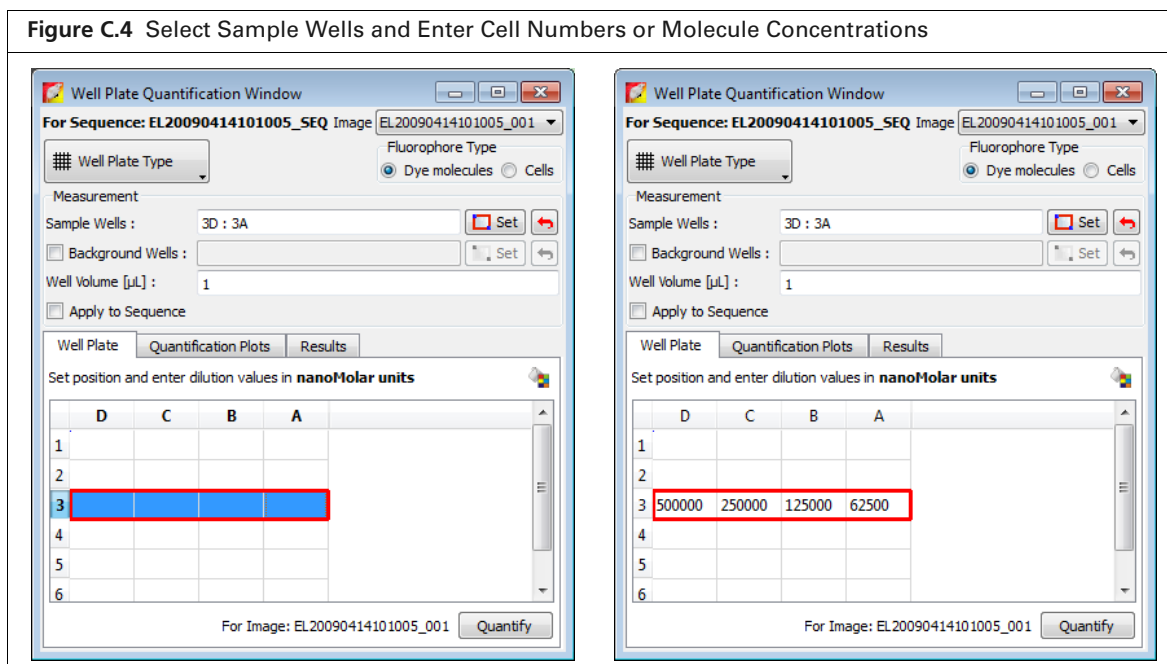 Figure C.4 Select Sample Wells and Enter Cell Numbers or Molecule Concentrations
Well Plate Quantification Window
For Sequence: EL20090414101005_SEQ Image EL20090414101005_001
Fluorophore Type
Well Plate Type
Dye molecules Cells
Measurement
Sample Wells : 3D : 3A Set
Background Wells : Set
Well Volume [µL] : 1
Apply to Sequence
Well Plate Quantification Plots Results
Set position and enter dilution values in nanoMolar units
D C B A
1
2
3
4
5
6
For Image: EL20090414101005_001 Quantify
Well Plate Quantification Window
For Sequence: EL20090414101005_SEQ Image EL20090414101005_001
Fluorophore Type
Well Plate Type
Dye molecules Cells
Measurement
Sample Wells : 3D : 3A Set
Background Wells : Set
Well Volume [µL] : 1
Apply to Sequence
Well Plate Quantification Plots Results
Set position and enter dilution values in nanoMolar units
D C B A
1
2
3 500000 250000 125000 62500
4
5
6
For Image: EL20090414101005_001 Quantify